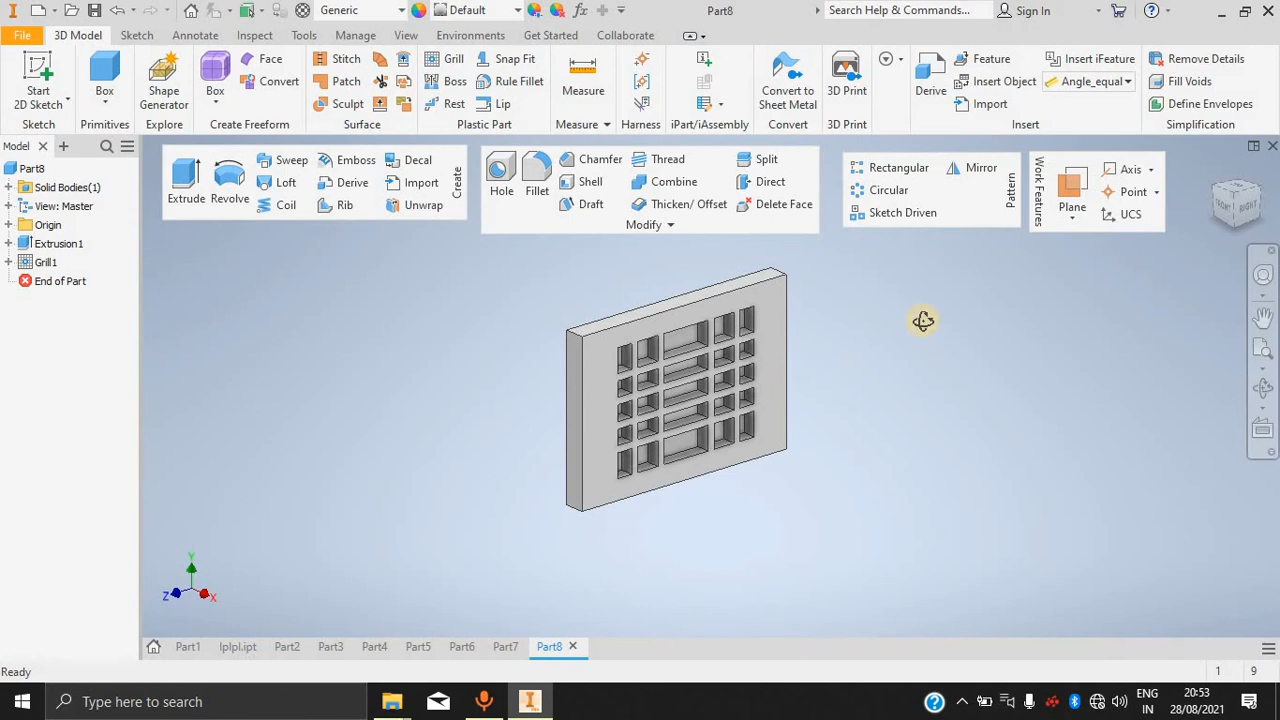 Generic
Default
Part8
Search Help & Commands...
Sign In
File
3D Model
Sketch
Annotate
Inspect
Tools
Manage
View
Environments
Get Started
Collaborate
Start
2D Sketch
Sketch
Box
Primitives
Shape
Generator
Explore
Box
Face
Convert
Create Freeform
Stitch
Patch
Sculpt
Surface
Grill
Boss
Rest
Snap Fit
Rule Fillet
Lip
Plastic Part
Measure
Measure
Harness
iPart/iAssembly
Convert to
Sheet Metal
Convert
3D Print
3D Print
Derive
Feature
Insert Object
Import
Insert iFeature
Angle_equal
Insert
Remove Details
Fill Voids
Define Envelopes
Simplification
Model
Part8
Solid Bodies(1)
View: Master
Origin
Extrusion1
Grill1
End of Part
Extrude
Revolve
Sweep
Loft
Coil
Emboss
Derive
Rib
Decal
Import
Unwrap
Create
Hole
Fillet
Chamfer
Shell
Draft
Thread
Combine
Thicken/ Offset
Split
Direct
Delete Face
Modify
Rectangular
Circular
Sketch Driven
Mirror
Pattern
Work Features
Plane
Axis
Point
UCS
FRONT
RIGHT
Y
Z
X
Part1
lplpl.ipt
Part2
Part3
Part4
Part5
Part6
Part7
Part8
Ready
1
9
Type here to search
ENG
IN
20:53
28/08/2021